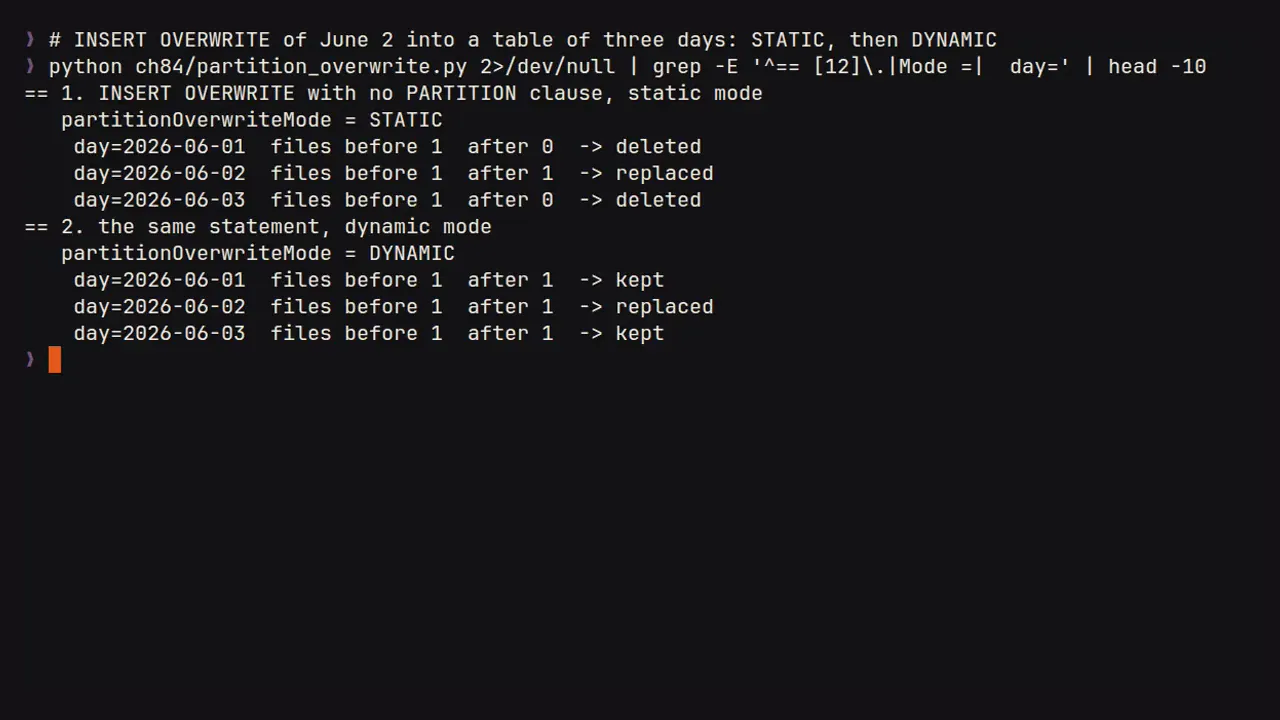 ❯ # INSERT OVERWRITE of June 2 into a table of three days: STATIC, then DYNAMIC
❯ python ch84/partition_overwrite.py 2>/dev/null | grep -E '^== [12]\.|Mode =|  day=' | head -10
== 1. INSERT OVERWRITE with no PARTITION clause, static mode
   partitionOverwriteMode = STATIC
    day=2026-06-01  files before 1  after 0  -> deleted
    day=2026-06-02  files before 1  after 1  -> replaced
    day=2026-06-03  files before 1  after 0  -> deleted
== 2. the same statement, dynamic mode
   partitionOverwriteMode = DYNAMIC
    day=2026-06-01  files before 1  after 1  -> kept
    day=2026-06-02  files before 1  after 1  -> replaced
    day=2026-06-03  files before 1  after 1  -> kept
❯